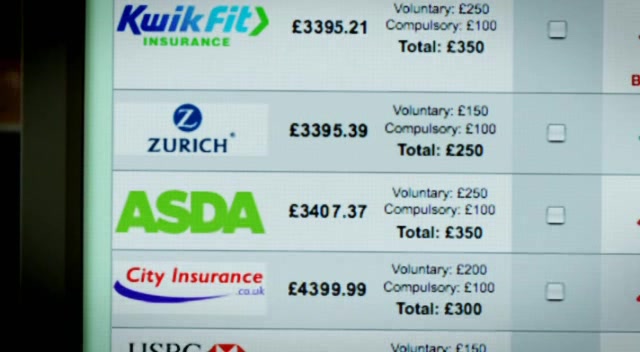 KwikFit
INSURANCE
£3395.21
Voluntary: £250
Compulsory: £100
Total: £350
ZURICH
£3395.39
Voluntary: £150
Compulsory: £100
Total: £250
ASDA
£3407.37
Voluntary: £250
Compulsory: £100
Total: £350
City Insurance
.co.uk
£4399.99
Voluntary: £200
Compulsory: £100
Total: £300
HSBC
Voluntary: £150